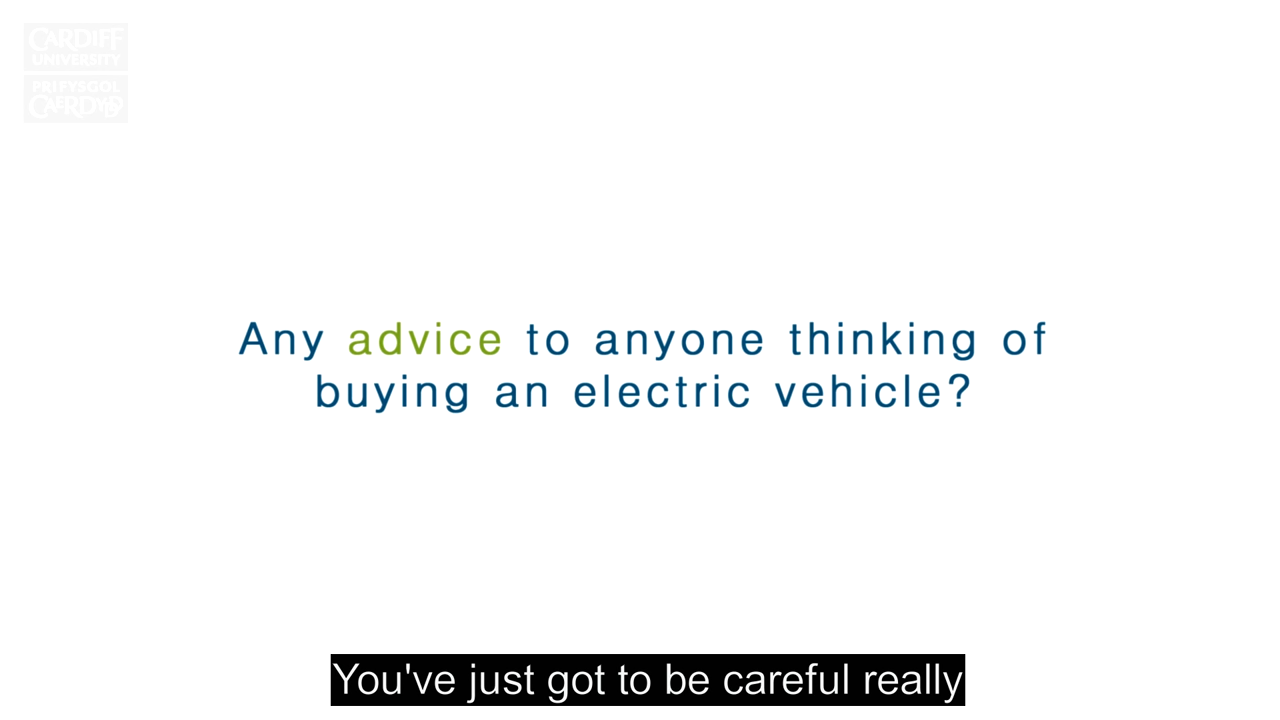 CARDIFF
UNIVERSITY
PRIFYSGOL
CAERDYDD
Any advice to anyone thinking of
buying an electric vehicle?
You've just got to be careful really